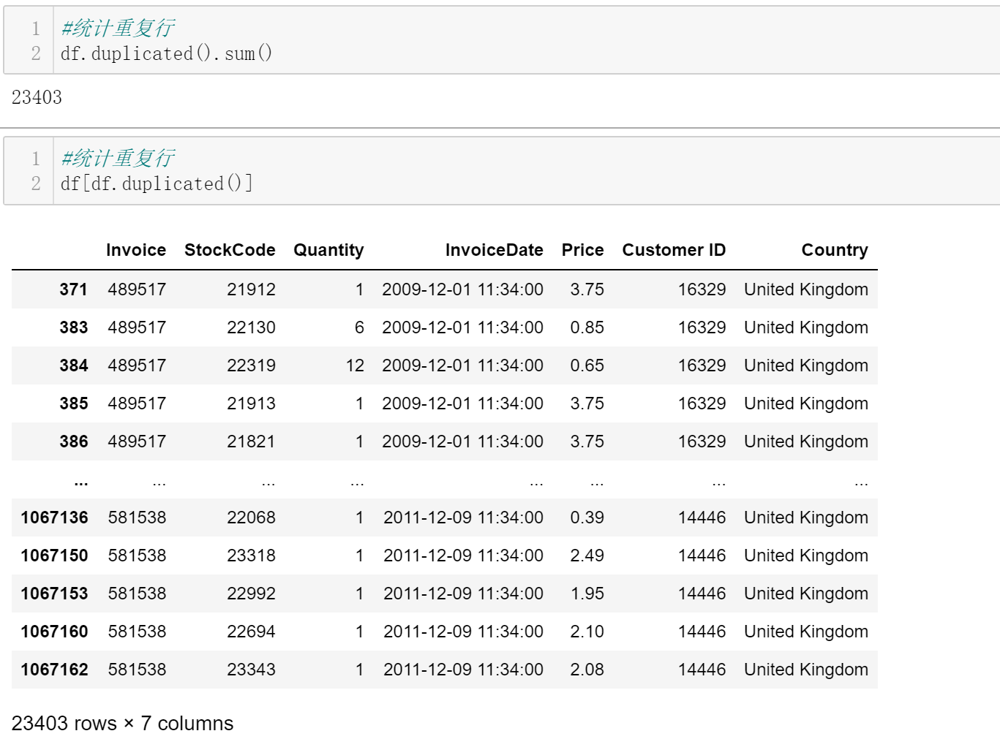 1 #统计重复行
2 df.duplicated().sum()
23403
1 #统计重复行
2 df[df.duplicated()]
Invoice StockCode Quantity InvoiceDate Price Customer ID Country
371 489517 21912 1 2009-12-01 11:34:00 3.75 16329 United Kingdom
383 489517 22130 6 2009-12-01 11:34:00 0.85 16329 United Kingdom
384 489517 22319 12 2009-12-01 11:34:00 0.65 16329 United Kingdom
385 489517 21913 1 2009-12-01 11:34:00 3.75 16329 United Kingdom
386 489517 21821 1 2009-12-01 11:34:00 3.75 16329 United Kingdom
... ... ... ... ... ... ... ...
1067136 581538 22068 1 2011-12-09 11:34:00 0.39 14446 United Kingdom
1067150 581538 23318 1 2011-12-09 11:34:00 2.49 14446 United Kingdom
1067153 581538 22992 1 2011-12-09 11:34:00 1.95 14446 United Kingdom
1067160 581538 22694 1 2011-12-09 11:34:00 2.10 14446 United Kingdom
1067162 581538 23343 1 2011-12-09 11:34:00 2.08 14446 United Kingdom
23403 rows × 7 columns